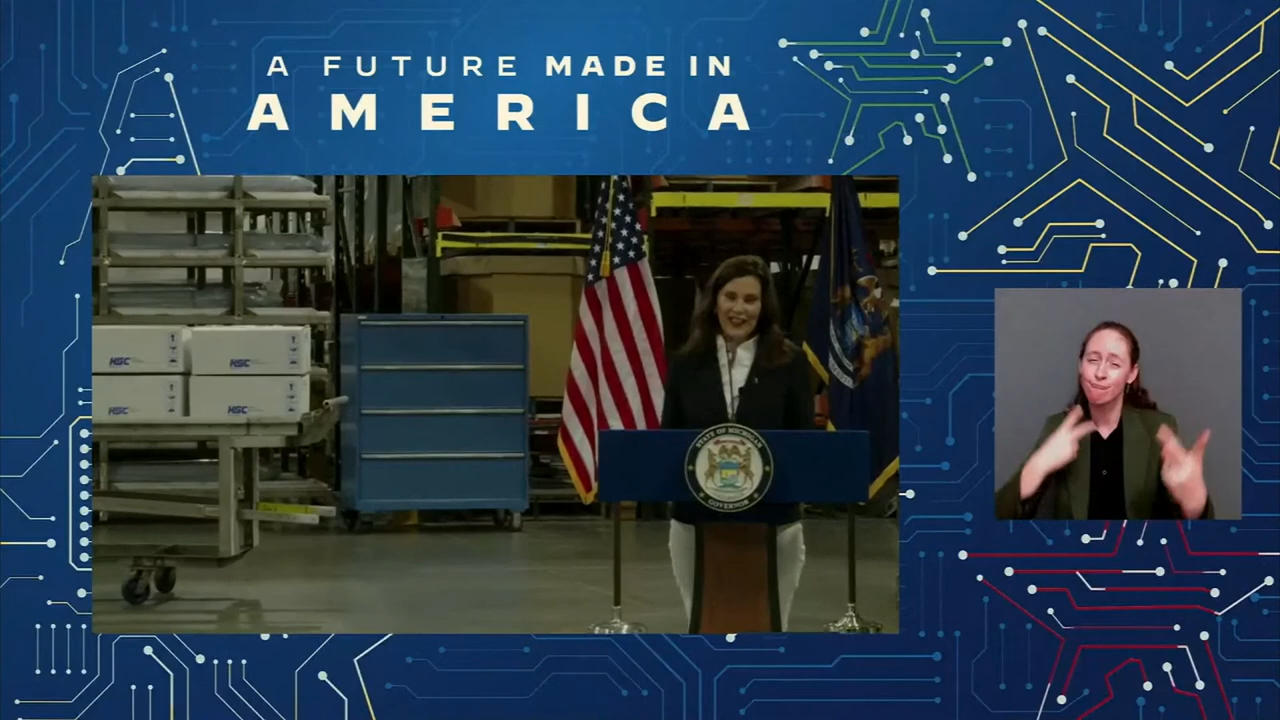 A FUTURE MADE IN
AMERICA
HSC
HSC
HSC
HSC
STATE OF MICHIGAN
GOVERNOR